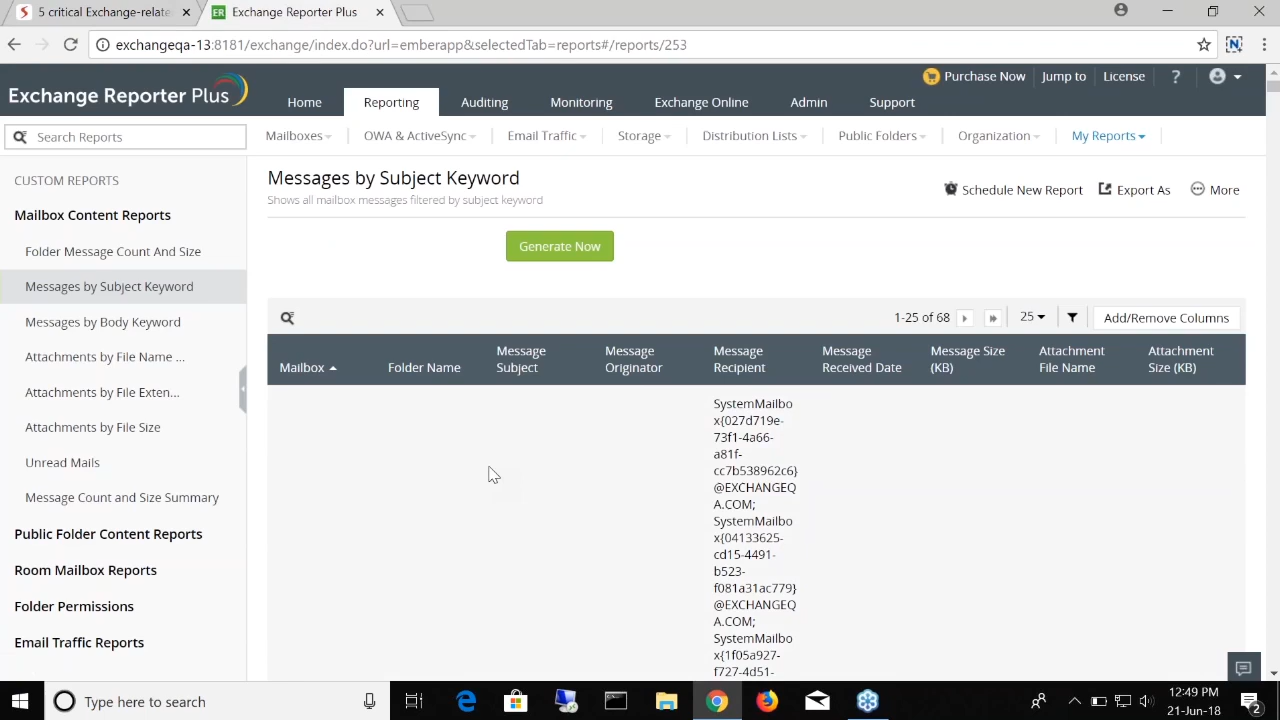 5 critical Exchange-relate
Exchange Reporter Plus
exchangeqa-13:8181/exchange/index.do?url=emberapp&selectedTab=reports#/reports/253
Purchase Now
Jump to
License
?
Exchange Reporter Plus
Home
Reporting
Auditing
Monitoring
Exchange Online
Admin
Support
Search Reports
Mailboxes
OWA & ActiveSync
Email Traffic
Storage
Distribution Lists
Public Folders
Organization
My Reports
CUSTOM REPORTS
Mailbox Content Reports
Folder Message Count And Size
Messages by Subject Keyword
Messages by Body Keyword
Attachments by File Name ...
Attachments by File Exten...
Attachments by File Size
Unread Mails
Message Count and Size Summary
Public Folder Content Reports
Room Mailbox Reports
Folder Permissions
Email Traffic Reports
Messages by Subject Keyword
Shows all mailbox messages filtered by subject keyword
Schedule New Report
Export As
More
Generate Now
1-25 of 68
25
Add/Remove Columns
Mailbox
Folder Name
Message
Subject
Message
Originator
Message
Recipient
Message
Received Date
Message Size
(KB)
Attachment
File Name
Attachment
Size (KB)
SystemMailbo
x{027d719e-
73f1-4a66-
a81f-
cc7b538962c6}
@EXCHANGEQ
A.COM;
SystemMailbo
x{04133625-
cd15-4491-
b523-
f081a31ac779}
@EXCHANGEQ
A.COM;
SystemMailbo
x{1f05a927-
f727-4d51-
Type here to search
12:49 PM
21-Jun-18
2